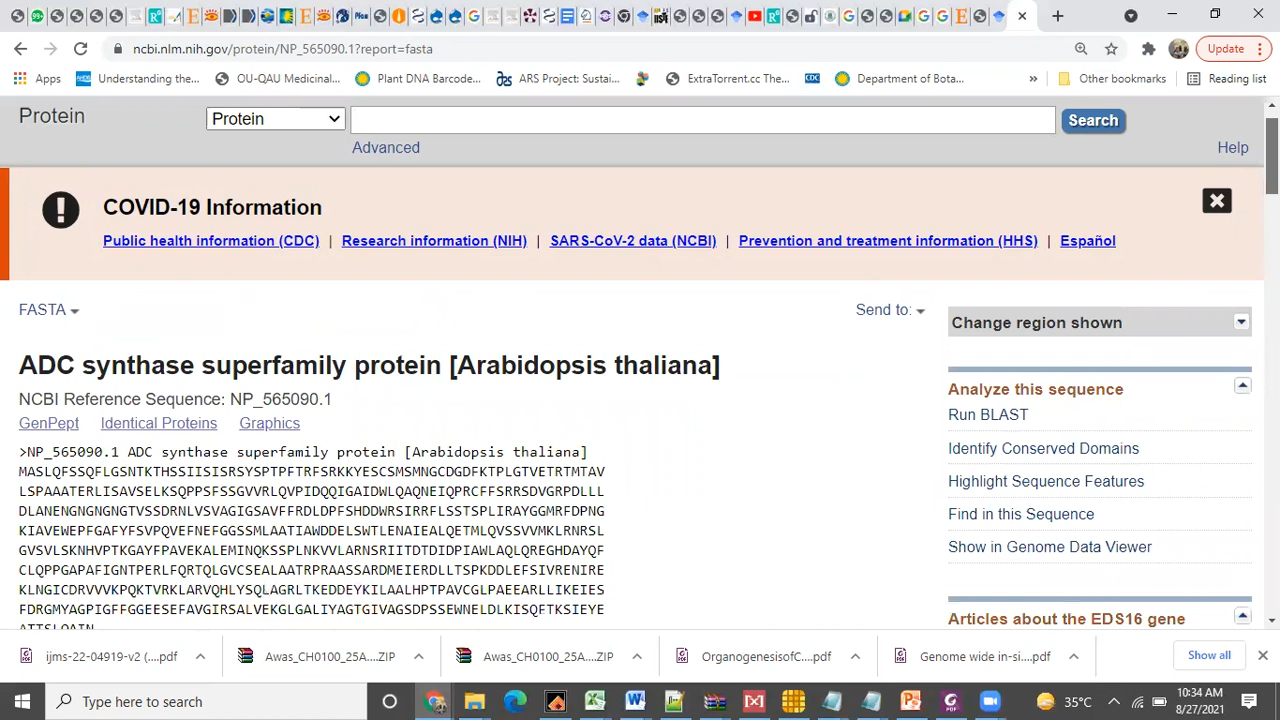 ncbi.nlm.nih.gov/protein/NP_565090.1?report=fasta
Update
Apps
Understanding the...
OU-QAU Medicinal...
Plant DNA Barcode...
ARS Project: Sustai...
ExtraTorrent.cc The...
CDC
Department of Bota...
»
Other bookmarks
Reading list
Protein
Protein
Search
Advanced
Help
COVID-19 Information
Public health information (CDC) | Research information (NIH) | SARS-CoV-2 data (NCBI) | Prevention and treatment information (HHS) | Español
FASTA
Send to:
Change region shown
ADC synthase superfamily protein [Arabidopsis thaliana]
NCBI Reference Sequence: NP_565090.1
GenPept Identical Proteins Graphics
>NP_565090.1 ADC synthase superfamily protein [Arabidopsis thaliana]
MASLQFSSQFLGSNTKTHSSIISISRSYSPTPFTRFSRKKYESCSMSMNGCDGDFKTPLGTVETRTMTAV
LSPAAATERLISAVSELKSQPPSFSSGVVRLQVPIDQQIGAIDWLQAQNEIQPRCFFSRRSDVGRPDLLL
DLANENGNGNGNGTVSSDRNLVSVAGIGSAVFFRDLDPFSHDDWRSIRRFLSSTSPLIRAYGGMRFDPNG
KIAVEWEPFGAFYFSVPQVEFNEFGGSSMLAATIAWDDELSWTLENAIEALQETMLQVSSVVMKLRNRSL
GVSVLSKNHVPTKGAYFPAVEKALEMINQKSSPLNKVVLARNSRIITDTDIDPIAWLAQLQREGHDAYQF
CLQPPGAPAFIGNTPERLFQRTQLGVCSEALAATRPRAASSARDMEIERDLLTSPKDDLEFSIVRENIRE
KLNGICDRVVVKPQKTVRKLARVQHLYSQLAGRLTKEDDEYKILAALHPTPAVCGLPAEEARLLIKEIES
FDRGMYAGPIGFFGGEESEFAVGIRSALVEKGLGALIYAGTGIVAGSDPSSEWNELDLKISQFTKSIEYE
ATTSLQAIN
Analyze this sequence
Run BLAST
Identify Conserved Domains
Highlight Sequence Features
Find in this Sequence
Show in Genome Data Viewer
Articles about the EDS16 gene
ijms-22-04919-v2 (....pdf
Awas_CH0100_25A....ZIP
Awas_CH0100_25A....ZIP
OrganogenesisofC....pdf
Genome wide in-si....pdf
Show all
Type here to search
35°C
10:34 AM
8/27/2021